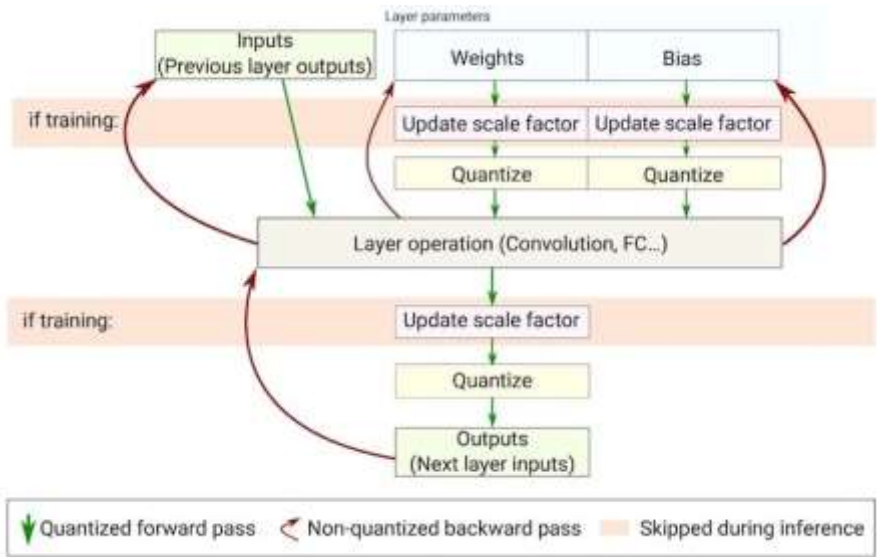 Layer parameters
Inputs
(Previous layer outputs)
Weights
Bias
if training:
Update scale factor
Update scale factor
Quantize
Quantize
Layer operation (Convolution, FC...)
if training:
Update scale factor
Quantize
Outputs
(Next layer inputs)
Quantized forward pass
Non-quantized backward pass
Skipped during inference